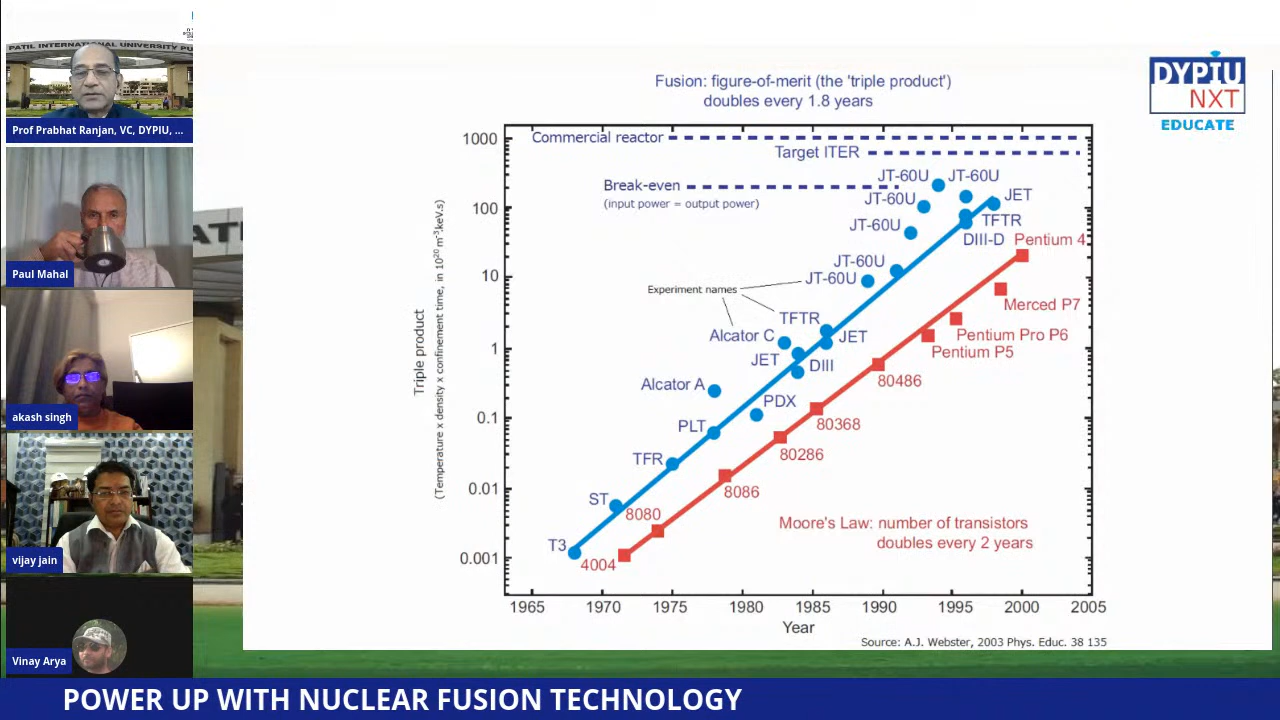 PATIL INTERNATIONAL UNIVERSITY PU
Prof Prabhat Ranjan, VC, DYPIU, ...
Paul Mahal
akash singh
vijay jain
Vinay Arya
DYPIU
NXT
EDUCATE
Fusion: figure-of-merit (the 'triple product')
doubles every 1.8 years
Triple product
(Temperature x density x confinement time, in 10²⁰ m⁻³.keV.s)
1000
100
10
1
0.1
0.01
0.001
Commercial reactor
Target ITER
Break-even
(input power = output power)
JT-60U
JT-60U
JT-60U
JET
JT-60U
TFTR
DIII-D
Pentium 4
JT-60U
JT-60U
Experiment names
Merced P7
TFTR
Alcator C
JET
Pentium Pro P6
Pentium P5
JET
DIII
Alcator A
80486
PDX
PLT
80368
TFR
80286
8086
ST
8080
Moore's Law: number of transistors
doubles every 2 years
T3
4004
1965 1970 1975 1980 1985 1990 1995 2000 2005
Year
Source: A.J. Webster, 2003 Phys. Educ. 38 135
POWER UP WITH NUCLEAR FUSION TECHNOLOGY